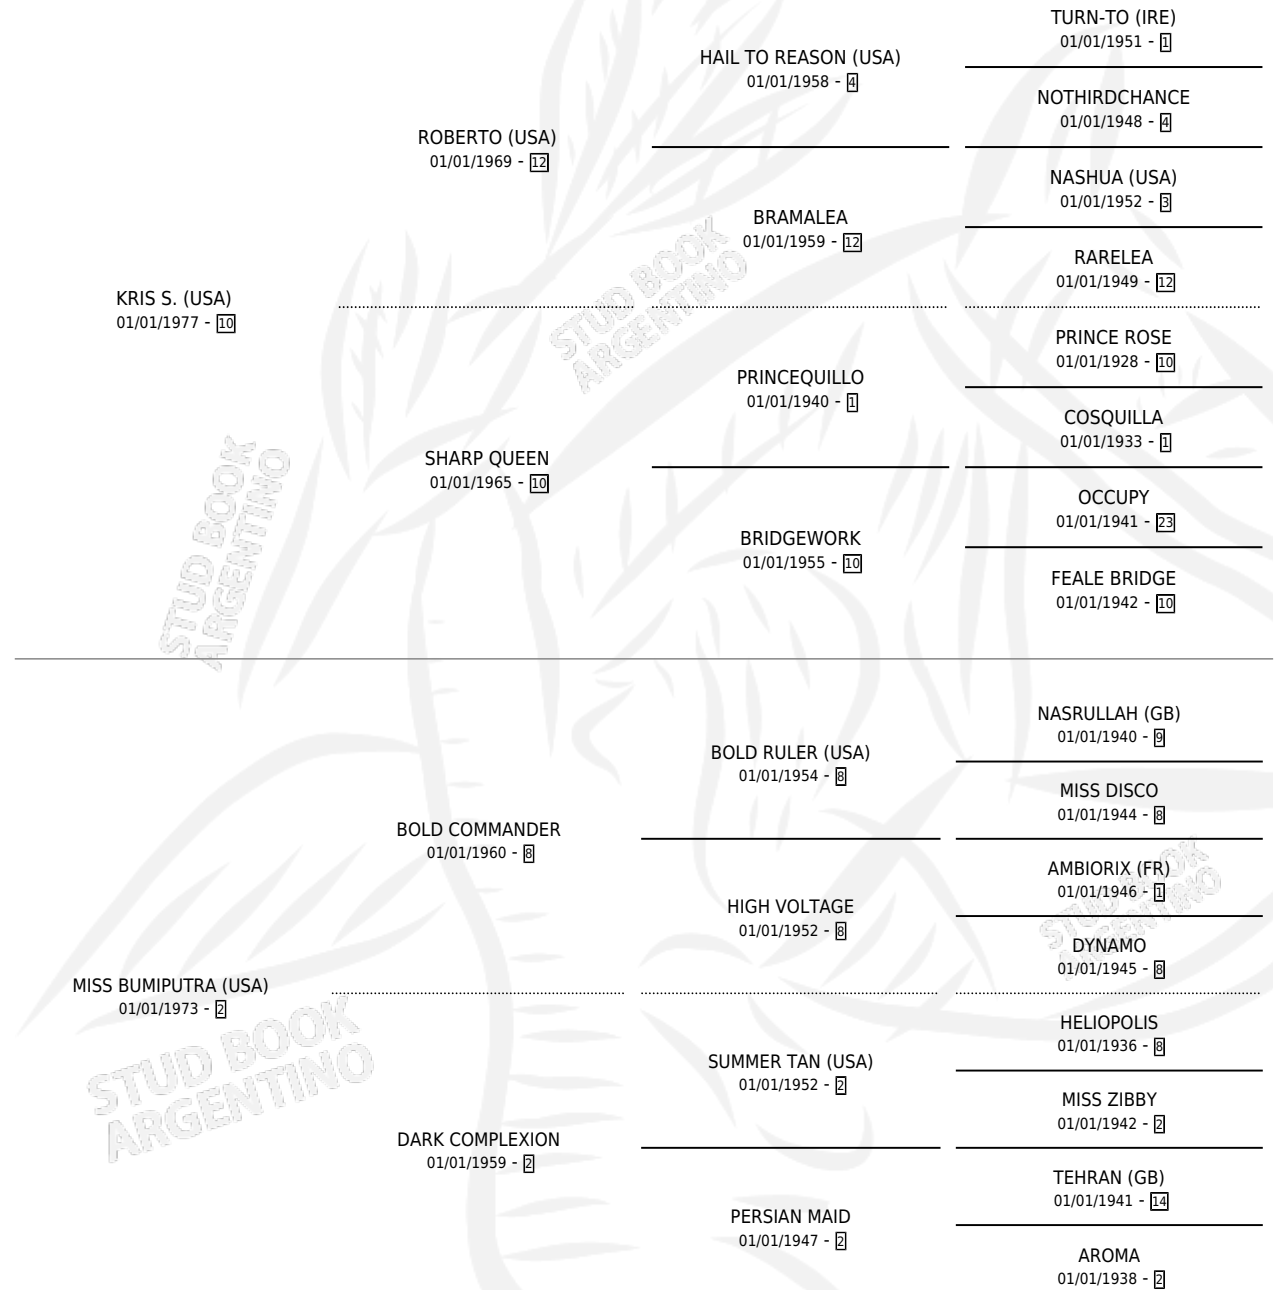 TURN-TO (IRE)
01/01/1951 - 1
HAIL TO REASON (USA)
01/01/1958 - 4
NOTHIRDCHANCE
01/01/1948 - 4
ROBERTO (USA)
01/01/1969 - 12
NASHUA (USA)
01/01/1952 - 3
BRAMALEA
01/01/1959 - 12
RARELEA
01/01/1949 - 12
KRIS S. (USA)
01/01/1977 - 10
STUD BOOK
ARGENTINO
PRINCE ROSE
01/01/1928 - 10
PRINCEQUILLO
01/01/1940 - 1
COSQUILLA
01/01/1933 - 1
SHARP QUEEN
01/01/1965 - 10
OCCUPY
01/01/1941 - 23
BRIDGEWORK
01/01/1955 - 10
FEALE BRIDGE
01/01/1942 - 10
STUD BOOK
ARGENTINO
NASRULLAH (GB)
01/01/1940 - 9
BOLD RULER (USA)
01/01/1954 - 8
MISS DISCO
01/01/1944 - 8
BOLD COMMANDER
01/01/1960 - 8
AMBIORIX (FR)
01/01/1946 - 1
HIGH VOLTAGE
01/01/1952 - 8
STUD BOOK
ARGENTINO
DYNAMO
01/01/1945 - 8
MISS BUMIPUTRA (USA)
01/01/1973 - 2
STUD BOOK
ARGENTINO
HELIOPOLIS
01/01/1936 - 8
SUMMER TAN (USA)
01/01/1952 - 2
MISS ZIBBY
01/01/1942 - 2
DARK COMPLEXION
01/01/1959 - 2
TEHRAN (GB)
01/01/1941 - 14
PERSIAN MAID
01/01/1947 - 2
AROMA
01/01/1938 - 2